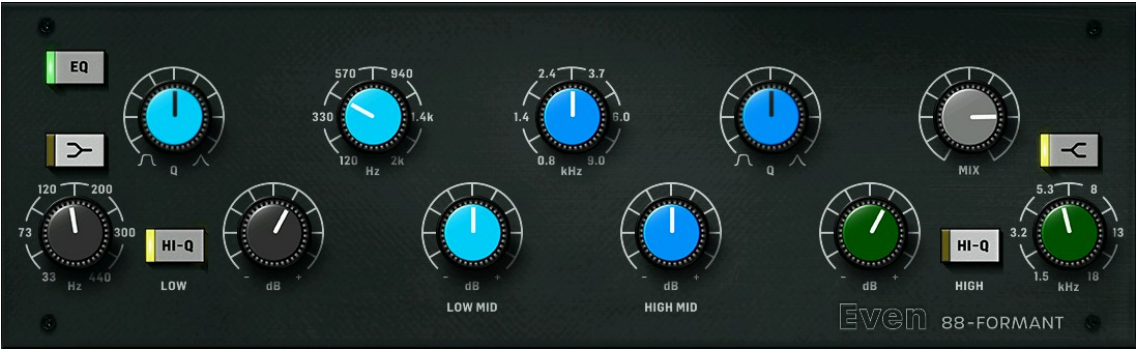 EQ
570 940
330 1.4k
120 2k
Hz
2.4 3.7
1.4 6.0
0.8 9.0
kHz
Q
Q
MIX
120 200
73 300
33 440
Hz
HI-Q
LOW
- +
dB
- +
dB
LOW MID
- +
dB
HIGH MID
- +
dB
HI-Q
HIGH
5.3 8
3.2 13
1.5 18
kHz
Even 88-FORMANT